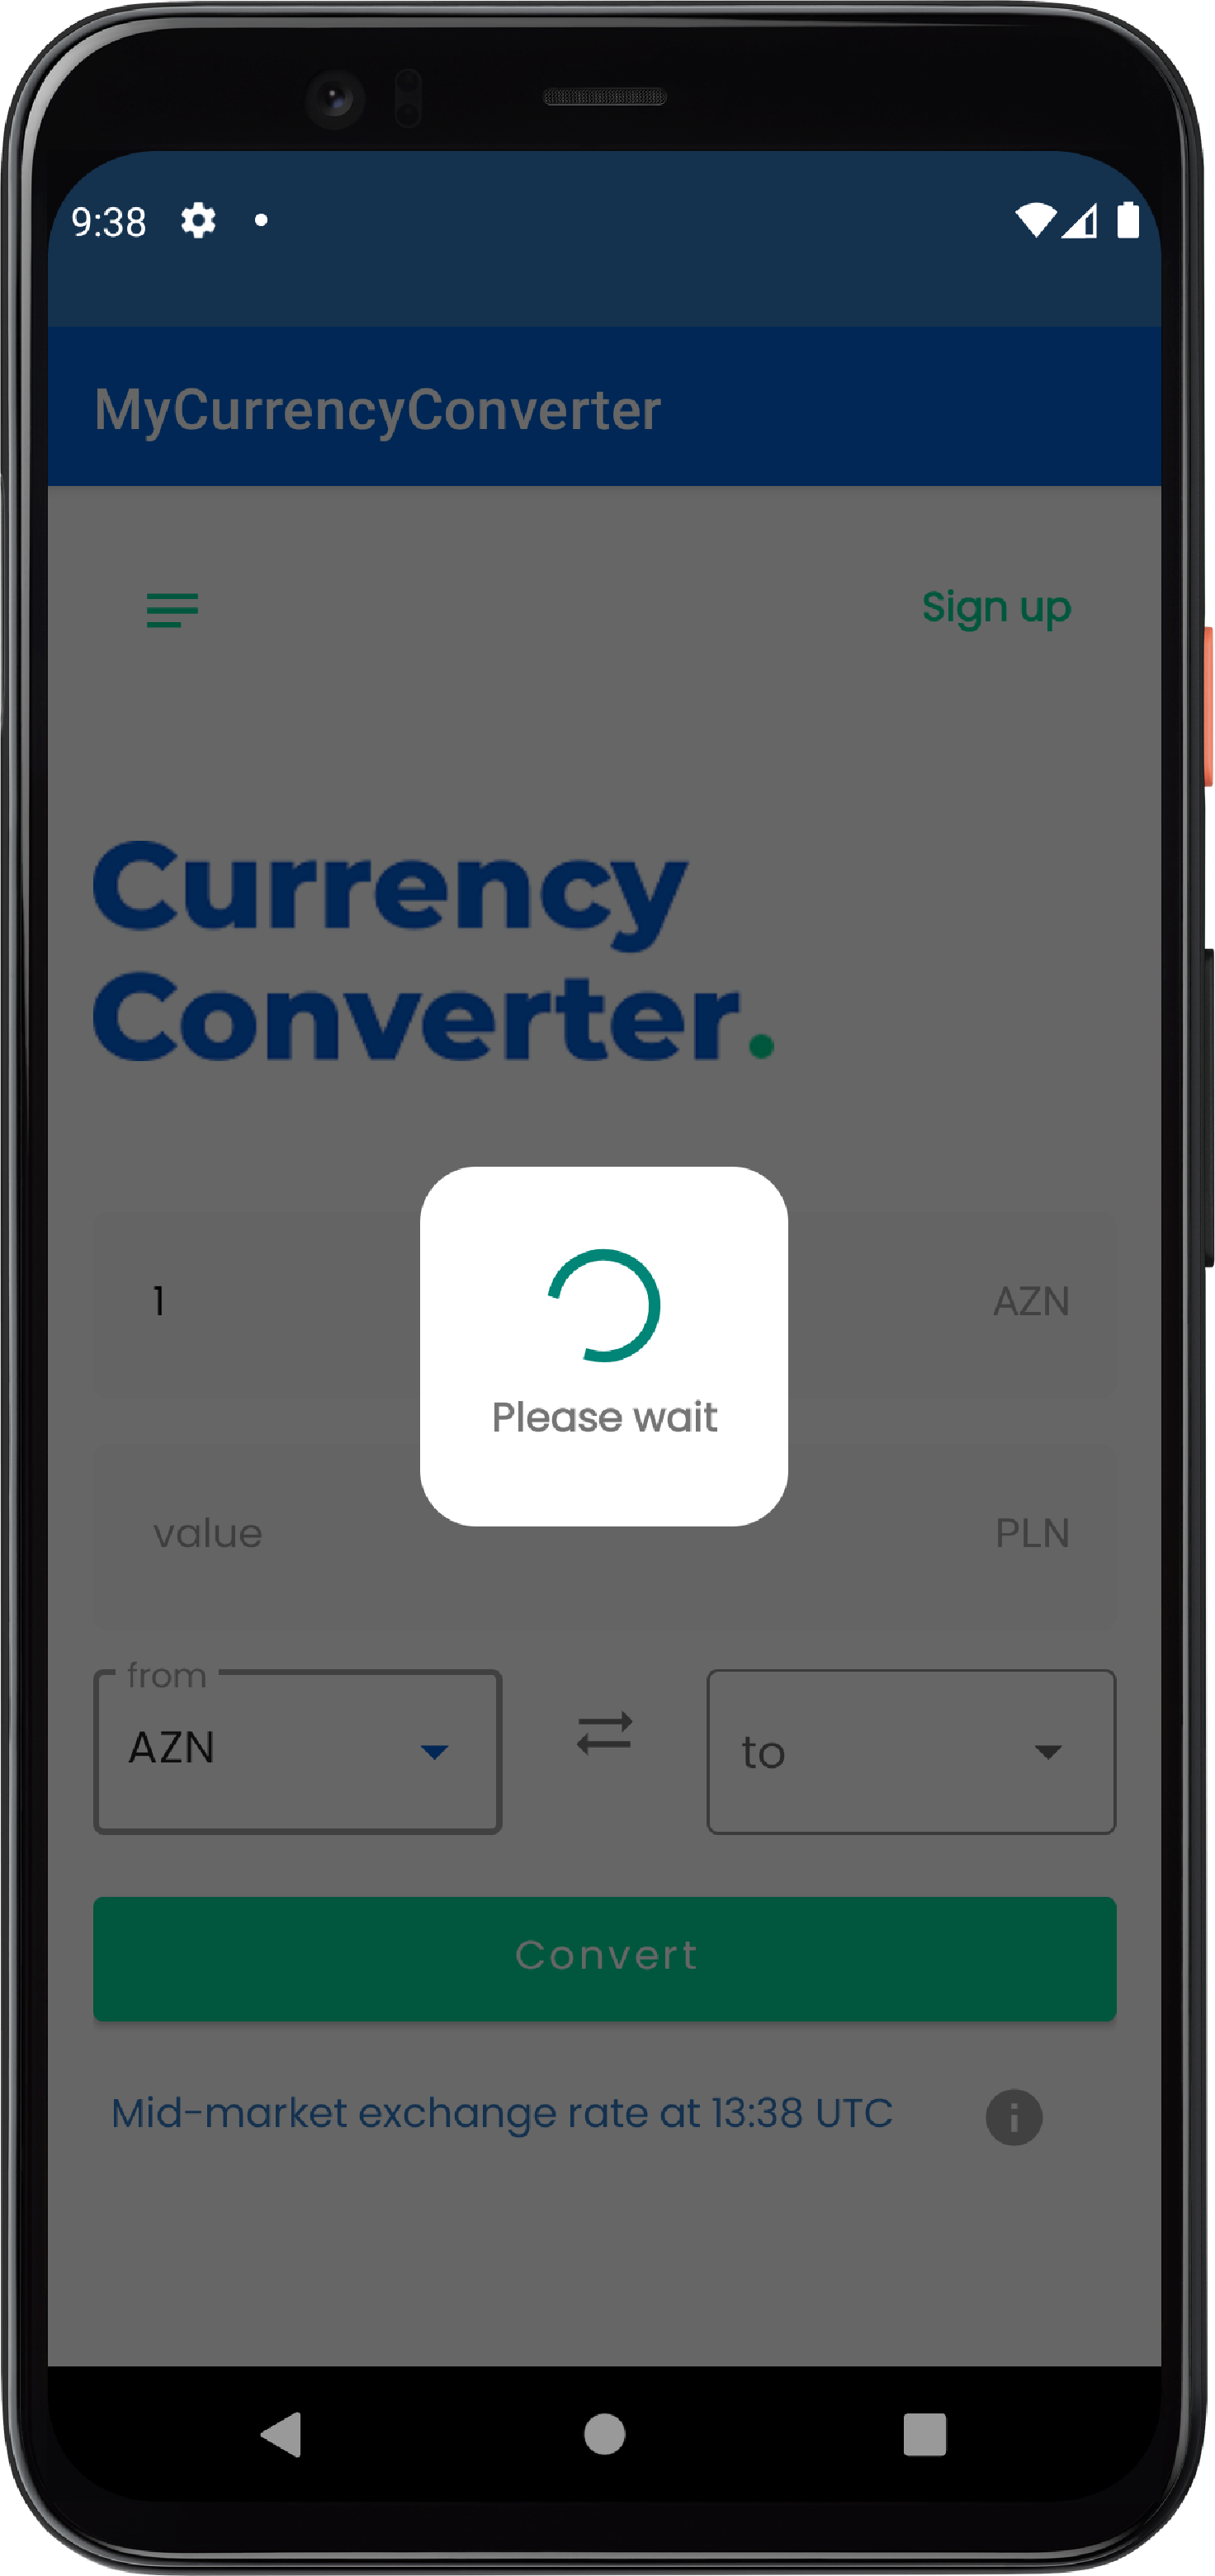 9:38
MyCurrencyConverter
Sign up
Currency
Converter.
1 AZN
Please wait
value PLN
from
AZN
to
Convert
Mid-market exchange rate at 13:38 UTC